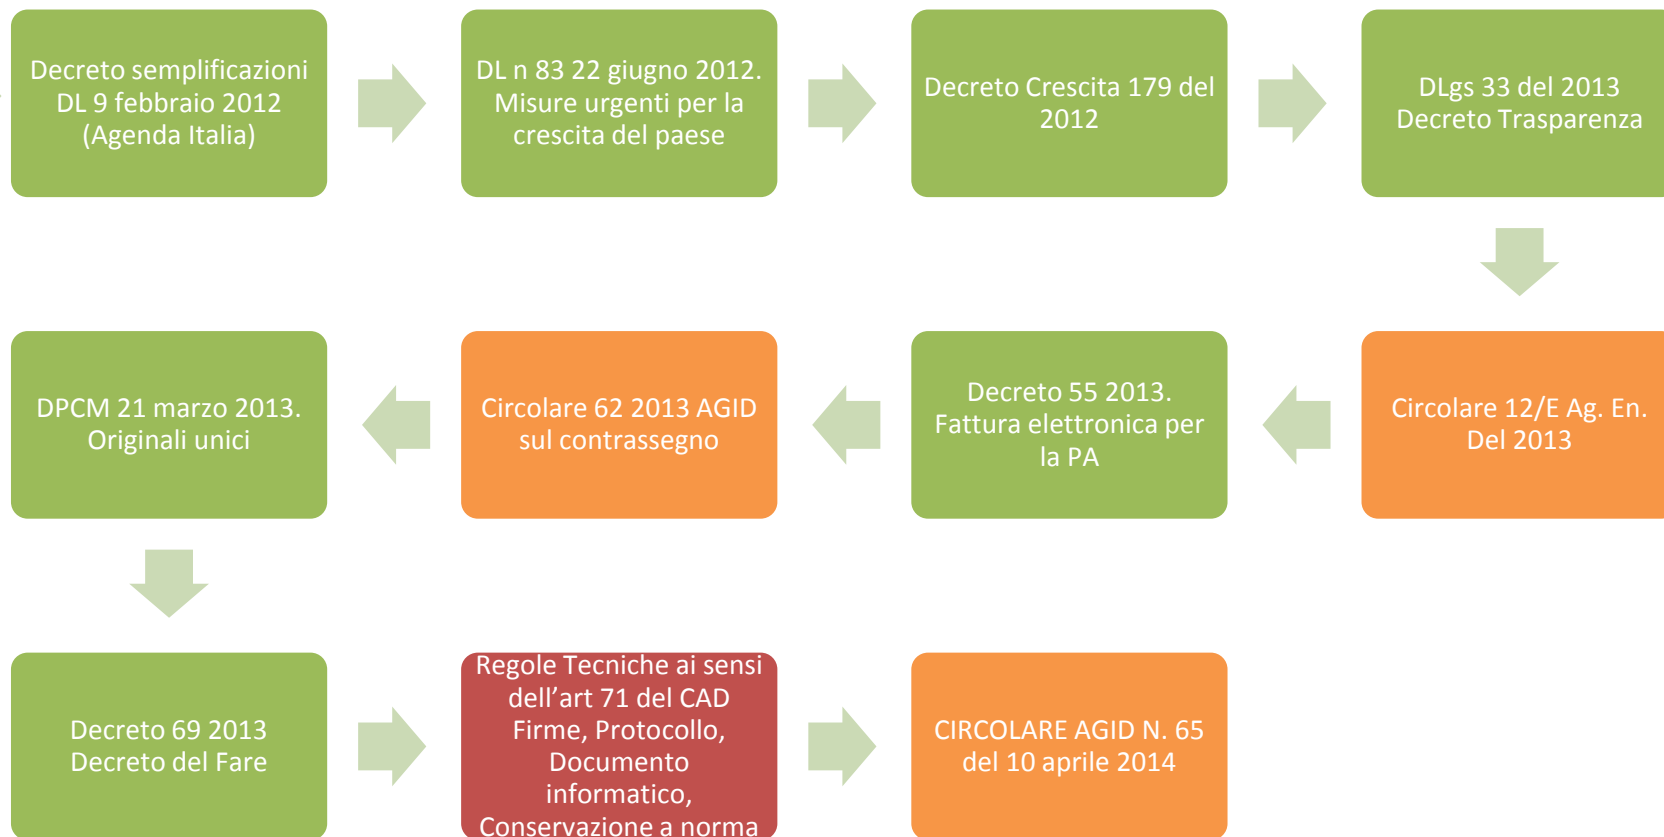 Decreto semplificazioni
DL 9 febbraio 2012
(Agenda Italia)
DL n 83 22 giugno 2012.
Misure urgenti per la
crescita del paese
Decreto Crescita 179 del
2012
DLgs 33 del 2013
Decreto Trasparenza
Circolare 12/E Ag. En.
Del 2013
Decreto 55 2013.
Fattura elettronica per
la PA
Circolare 62 2013 AGID
sul contrassegno
DPCM 21 marzo 2013.
Originali unici
Decreto 69 2013
Decreto del Fare
Regole Tecniche ai sensi
dell’art 71 del CAD
Firme, Protocollo,
Documento
informatico,
Conservazione a norma
CIRCOLARE AGID N. 65
del 10 aprile 2014